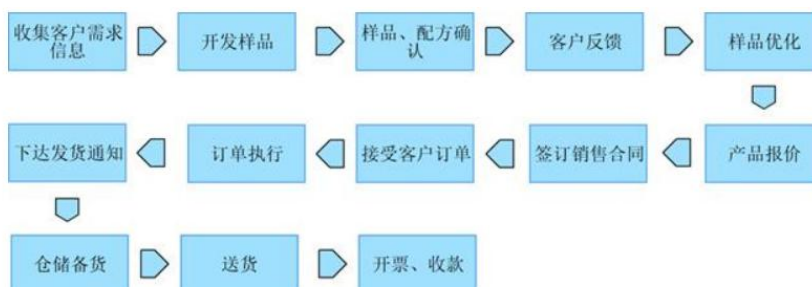 收集客户需求
信息
开发样品
样品、配方确
认
客户反馈
样品优化
产品报价
签订销售合同
接受客户订单
订单执行
下达发货通知
仓储备货
送货
开票、收款